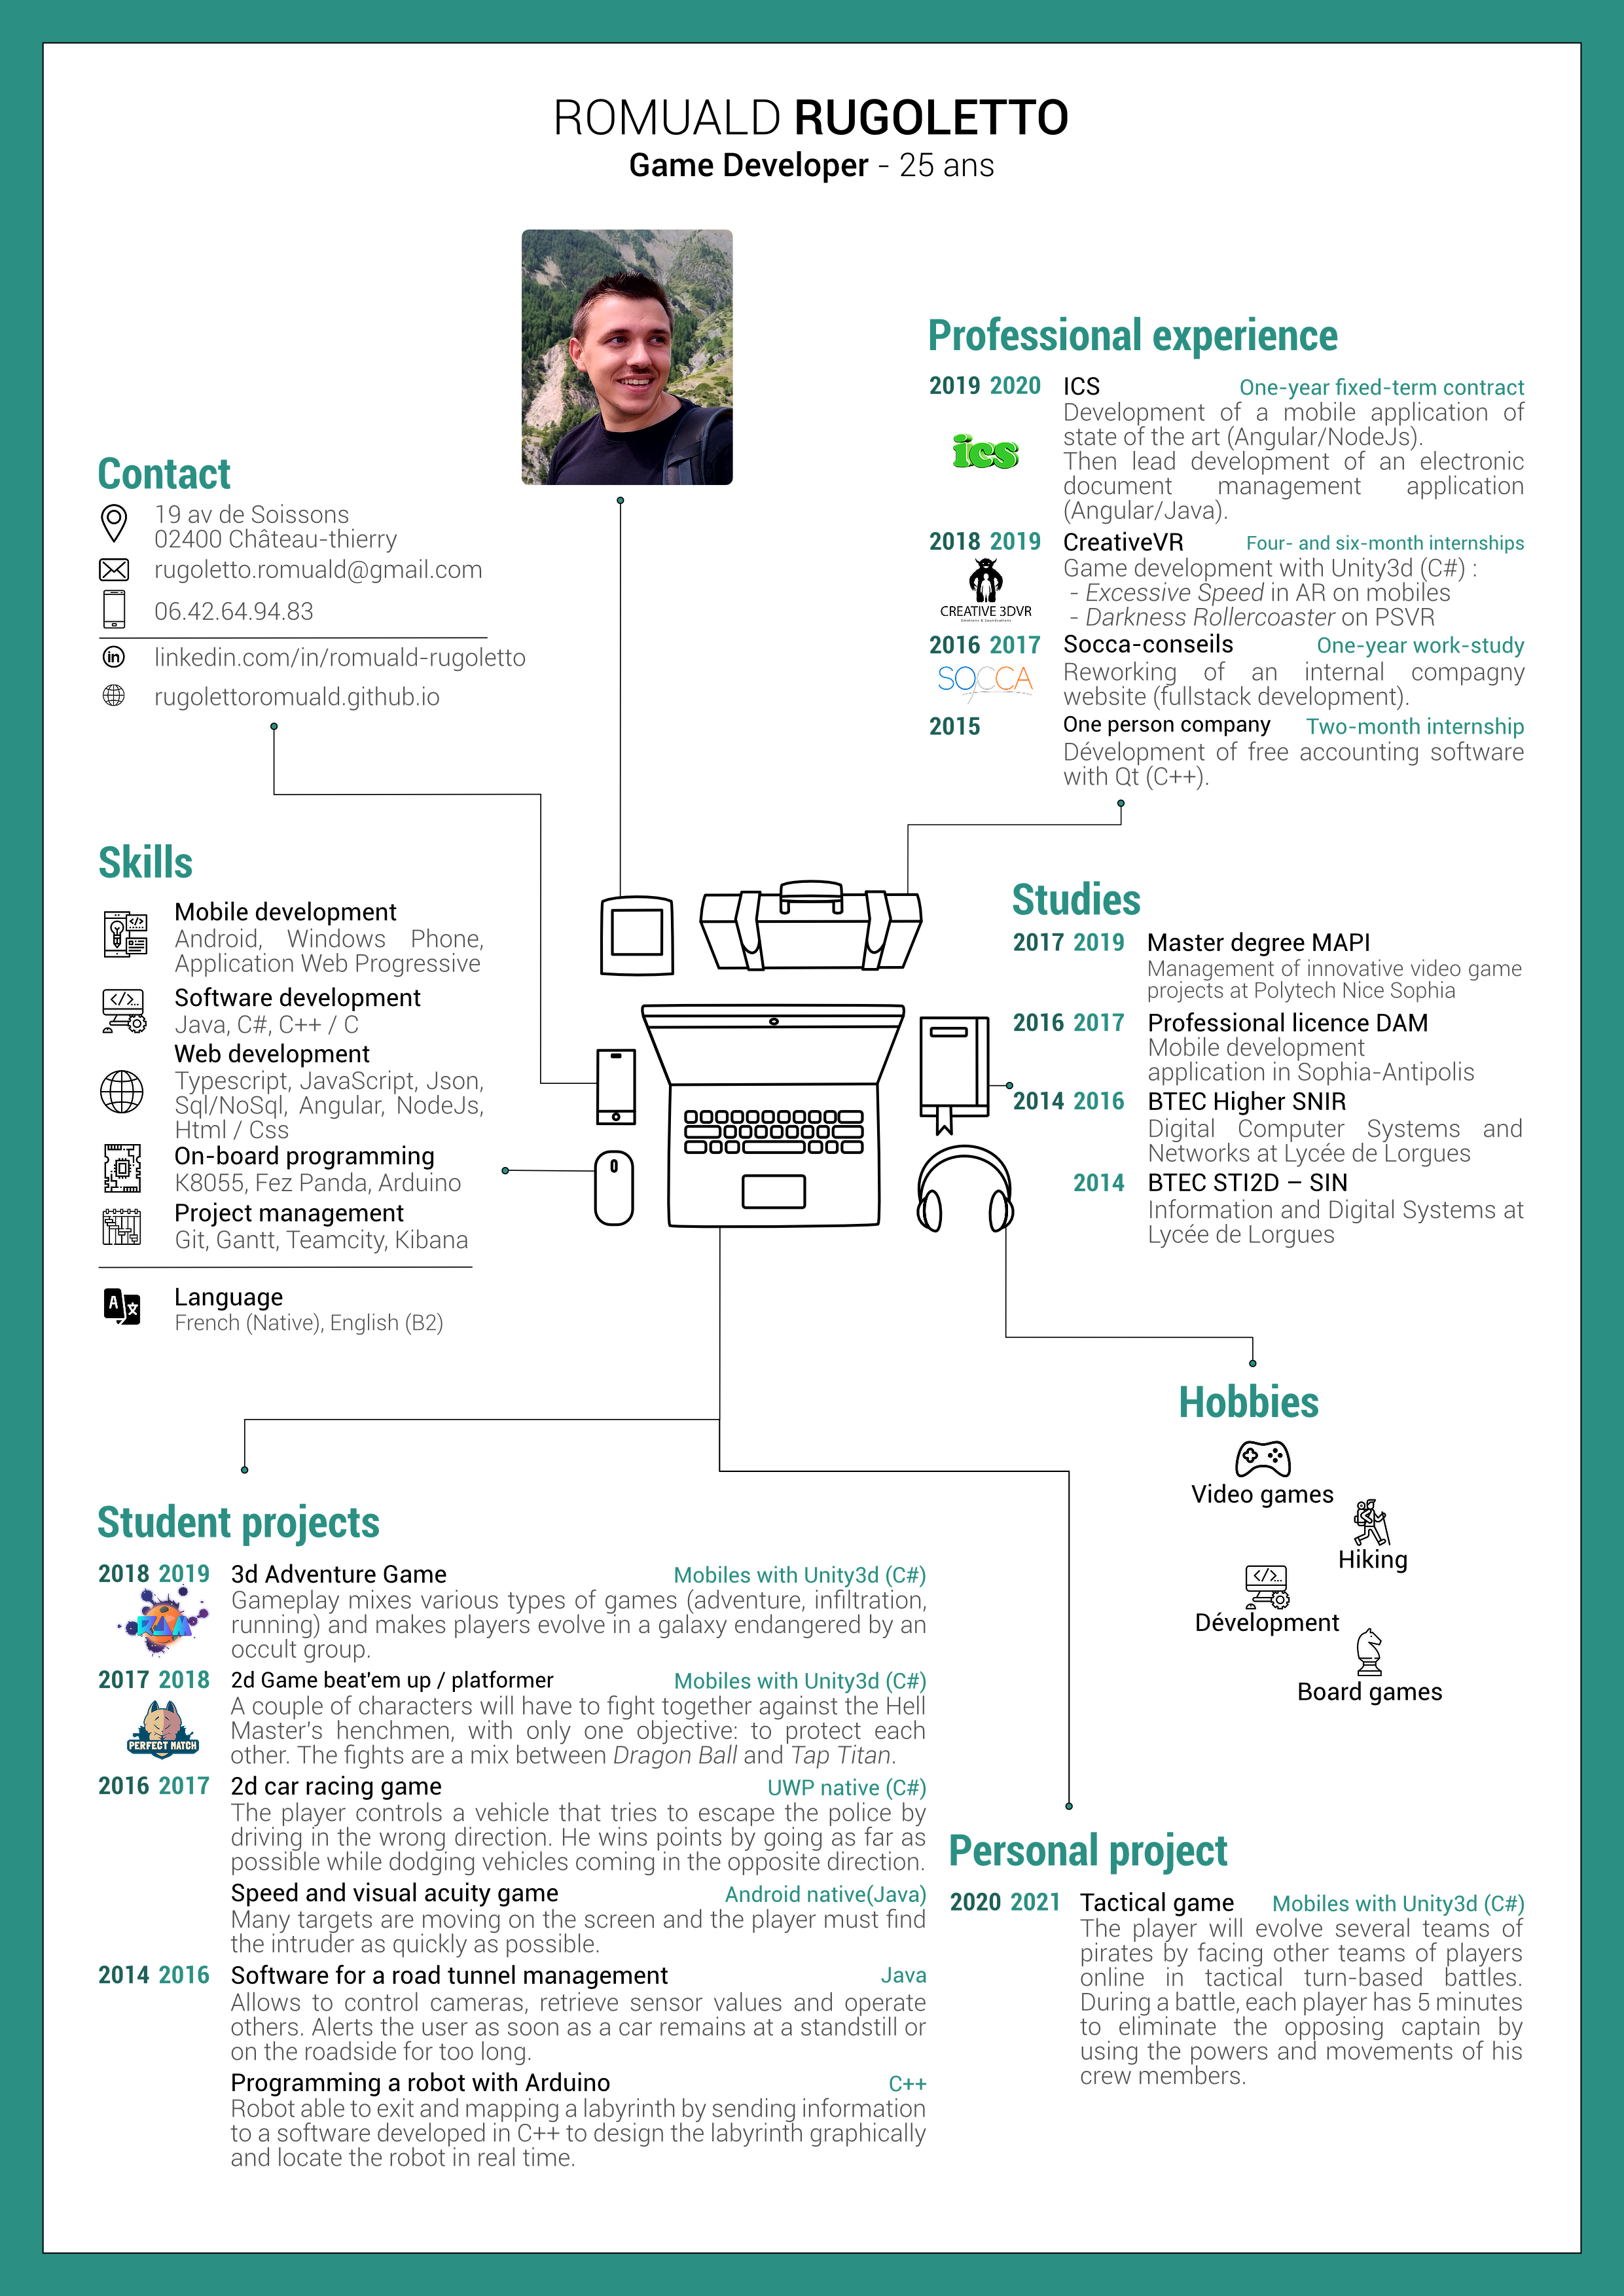 ROMUALD RUGOLETTO
Game Developer - 25 ans
Contact
19 av de Soissons
02400 Château-thierry
rugoletto.romuald@gmail.com
06.42.64.94.83
linkedin.com/in/romuald-rugoletto
rugolettoromuald.github.io
Professional experience
2019 2020 ICS One-year fixed-term contract
Development of a mobile application of
state of the art (Angular/NodeJs).
Then lead development of an electronic
document management application
(Angular/Java).
ics
2018 2019 CreativeVR Four- and six-month internships
Game development with Unity3d (C#) :
- Excessive Speed in AR on mobiles
- Darkness Rollercoaster on PSVR
CREATIVE 3DVR
2016 2017 Socca-conseils One-year work-study
Reworking of an internal compagny
website (fullstack development).
SOCCA
2015 One person company Two-month internship
Dévelopment of free accounting software
with Qt (C++).
Skills
Mobile development
Android, Windows Phone,
Application Web Progressive
Software development
Java, C#, C++ / C
Web development
Typescript, JavaScript, Json,
Sql/NoSql, Angular, NodeJs,
Html / Css
On-board programming
K8055, Fez Panda, Arduino
Project management
Git, Gantt, Teamcity, Kibana
Language
French (Native), English (B2)
Studies
2017 2019 Master degree MAPI
Management of innovative video game
projects at Polytech Nice Sophia
2016 2017 Professional licence DAM
Mobile development
application in Sophia-Antipolis
2014 2016 BTEC Higher SNIR
Digital Computer Systems and
Networks at Lycée de Lorgues
2014 BTEC STI2D – SIN
Information and Digital Systems at
Lycée de Lorgues
Hobbies
Video games
Hiking
Dévelopment
Board games
Student projects
2018 2019 3d Adventure Game Mobiles with Unity3d (C#)
Gameplay mixes various types of games (adventure, infiltration,
running) and makes players evolve in a galaxy endangered by an
occult group.
2017 2018 2d Game beat'em up / platformer Mobiles with Unity3d (C#)
A couple of characters will have to fight together against the Hell
Master's henchmen, with only one objective: to protect each
other. The fights are a mix between Dragon Ball and Tap Titan.
PERFECT MATCH
2016 2017 2d car racing game UWP native (C#)
The player controls a vehicle that tries to escape the police by
driving in the wrong direction. He wins points by going as far as
possible while dodging vehicles coming in the opposite direction.
Speed and visual acuity game Android native(Java)
Many targets are moving on the screen and the player must find
the intruder as quickly as possible.
2014 2016 Software for a road tunnel management Java
Allows to control cameras, retrieve sensor values and operate
others. Alerts the user as soon as a car remains at a standstill or
on the roadside for too long.
Programming a robot with Arduino C++
Robot able to exit and mapping a labyrinth by sending information
to a software developed in C++ to design the labyrinth graphically
and locate the robot in real time.
Personal project
2020 2021 Tactical game Mobiles with Unity3d (C#)
The player will evolve several teams of
pirates by facing other teams of players
online in tactical turn-based battles.
During a battle, each player has 5 minutes
to eliminate the opposing captain by
using the powers and movements of his
crew members.